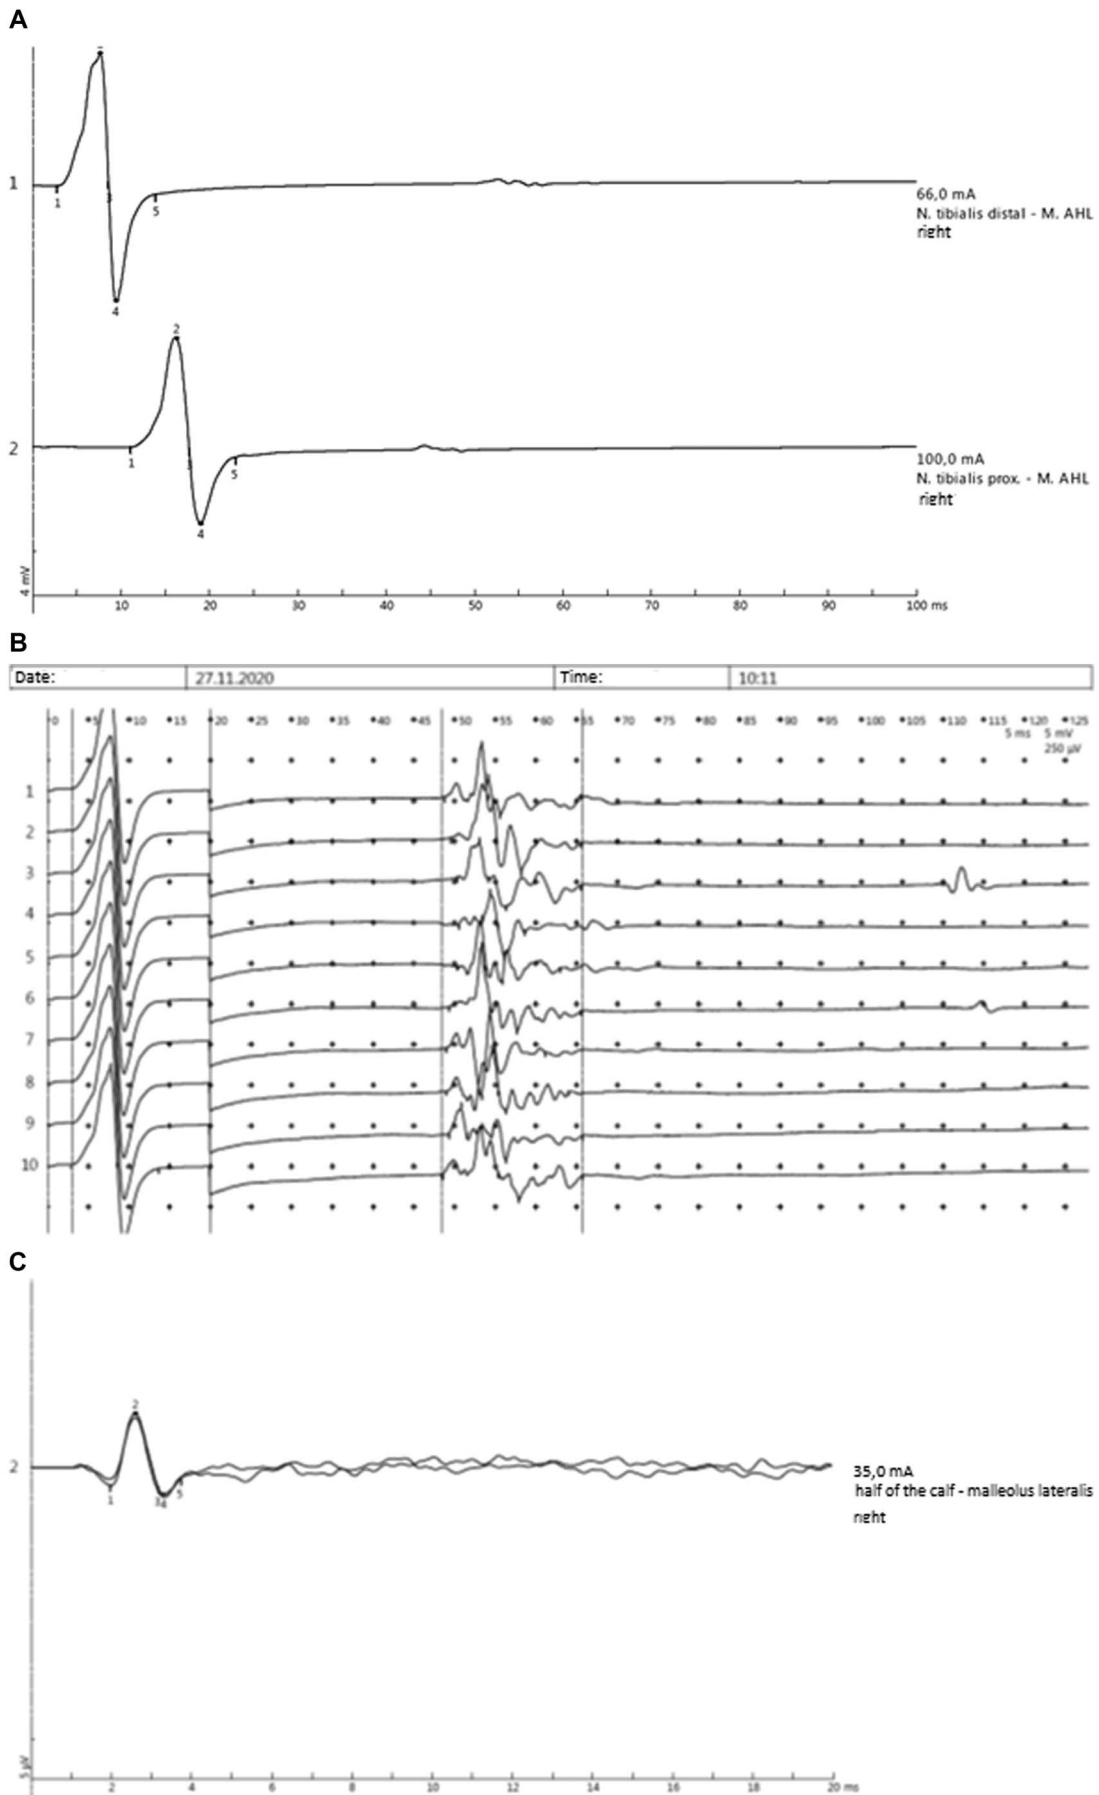 A
1
1
3
4
5
66,0 mA
N. tibialis distal - M. AHL
right
2
2
1
3
4
5
100,0 mA
N. tibialis prox. - M. AHL
right
4 mV
10 20 30 40 50 60 70 80 90 100 ms
B
Date: 27.11.2020 Time: 10:11
0 5 10 15 20 25 30 35 40 45 50 55 60 65 70 75 80 85 90 95 100 105 110 115 120 125
5 ms 5 mV
250 µV
1
2
3
4
5
6
7
8
9
10
C
2
2
1
3
4
5
35,0 mA
half of the calf - malleolus lateralis
right
5 µV
2 4 6 8 10 12 14 16 18 20 ms